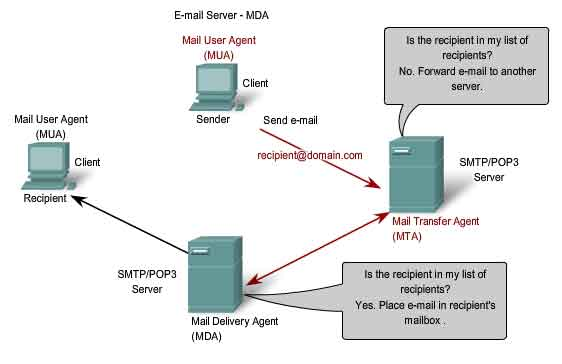 E-mail Server - MDA
Mail User Agent
(MUA)
Client
Sender
Send e-mail
recipient@domain.com
Is the recipient in my list of
recipients?
No. Forward e-mail to another
server.
SMTP/POP3
Server
Mail Transfer Agent
(MTA)
Mail User Agent
(MUA)
Client
Recipient
SMTP/POP3
Server
Mail Delivery Agent
(MDA)
Is the recipient in my list of
recipients?
Yes. Place e-mail in recipient's
mailbox .